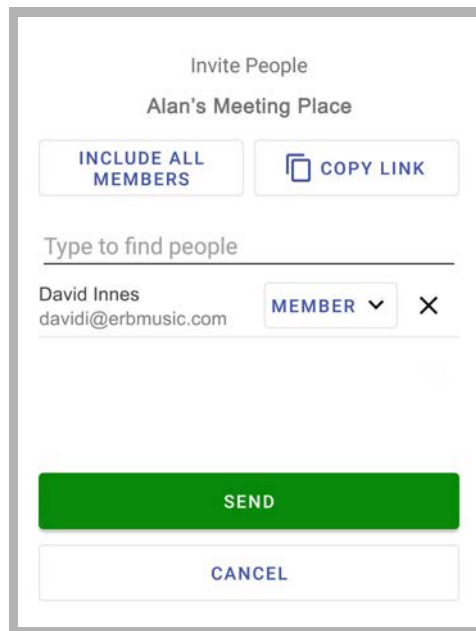 Invite People
Alan's Meeting Place
INCLUDE ALL
MEMBERS
COPY LINK
Type to find people
David Innes
davidi@erbmusic.com
MEMBER
SEND
CANCEL